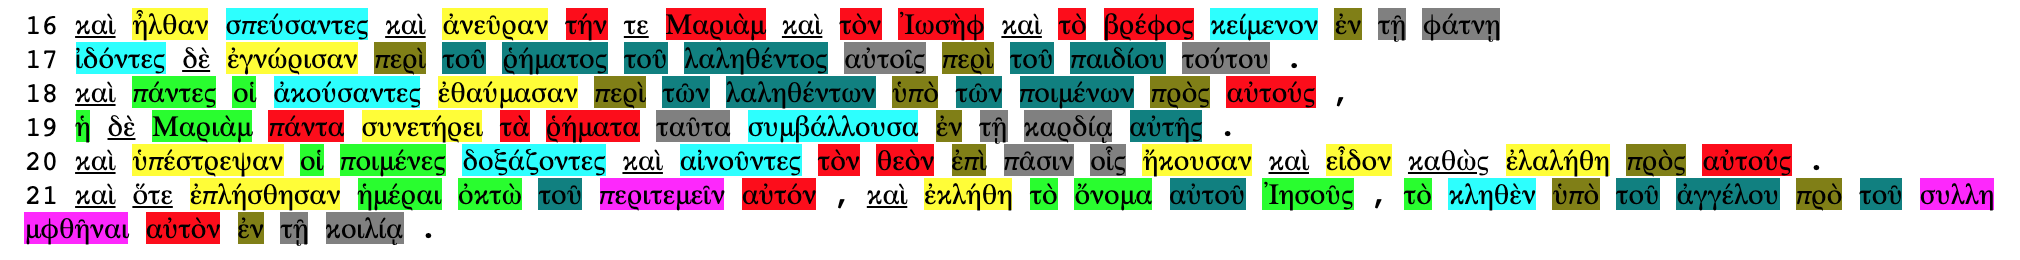 16 καὶ ἦλθαν σπεύσαντες καὶ ἀνεῦραν τήν τε Μαριὰμ καὶ τὸν Ἰωσὴφ καὶ τὸ βρέφος κείμενον ἐν τῇ φάτνῃ
17 ἰδόντες δὲ ἐγνώρισαν περὶ τοῦ ῥήματος τοῦ λαληθέντος αὐτοῖς περὶ τοῦ παιδίου τούτου .
18 καὶ πάντες οἱ ἀκούσαντες ἐθαύμασαν περὶ τῶν λαληθέντων ὑπὸ τῶν ποιμένων πρὸς αὐτούς ,
19 ἡ δὲ Μαριὰμ πάντα συνετήρει τὰ ῥήματα ταῦτα συμβάλλουσα ἐν τῇ καρδίᾳ αὐτῆς .
20 καὶ ὑπέστρεψαν οἱ ποιμένες δοξάζοντες καὶ αἰνοῦντες τὸν θεὸν ἐπὶ πᾶσιν οἷς ἤκουσαν καὶ εἶδον καθὼς ἐλαλήθη πρὸς αὐτούς .
21 καὶ ὅτε ἐπλήσθησαν ἡμέραι ὀκτὼ τοῦ περιτεμεῖν αὐτόν , καὶ ἐκλήθη τὸ ὄνομα αὐτοῦ Ἰησοῦς , τὸ κληθὲν ὑπὸ τοῦ ἀγγέλου πρὸ τοῦ συλλη
μφθῆναι αὐτὸν ἐν τῇ κοιλίᾳ .